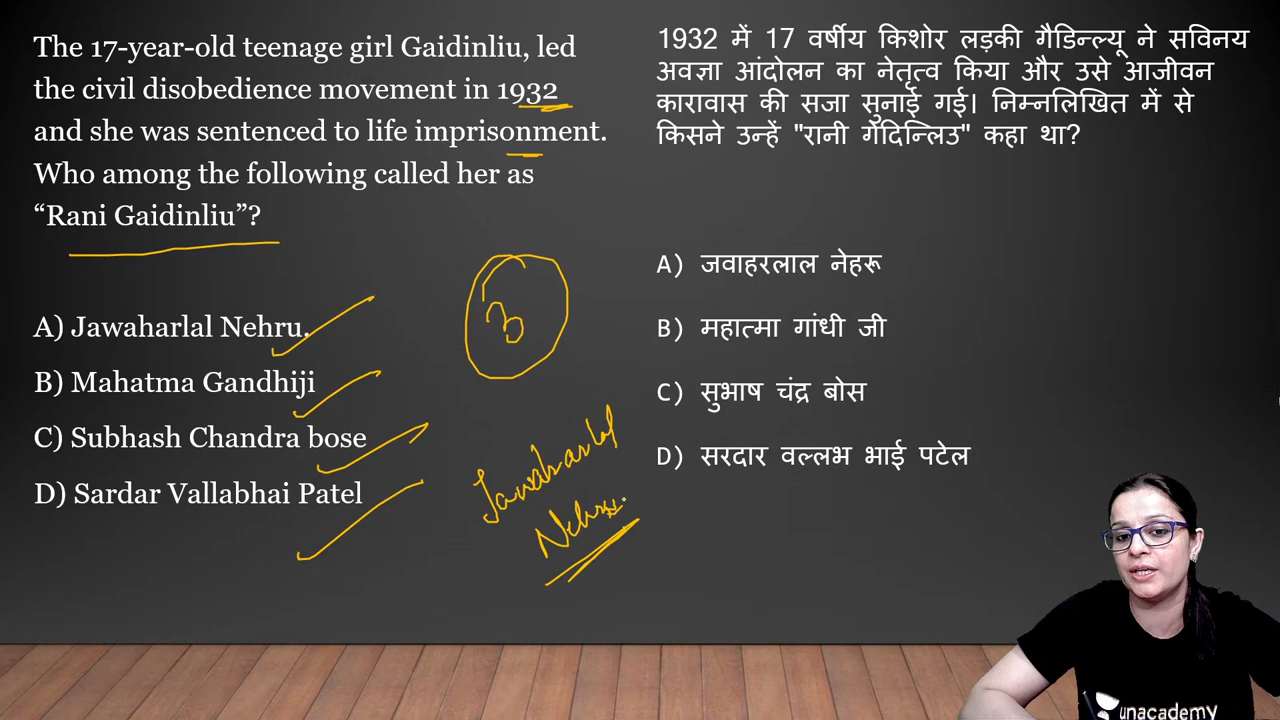 The 17-year-old teenage girl Gaidinliu, led
the civil disobedience movement in 1932
and she was sentenced to life imprisonment.
Who among the following called her as
“Rani Gaidinliu”?
A) Jawaharlal Nehru.
B) Mahatma Gandhiji
C) Subhash Chandra bose
D) Sardar Vallabhai Patel
3
Jawaharlal
Nehru
1932 में 17 वर्षीय किशोर लड़की गैडिन्ल्यू ने सविनय
अवज्ञा आंदोलन का नेतृत्व किया और उसे आजीवन
कारावास की सजा सुनाई गई। निम्नलिखित में से
किसने उन्हें "रानी गेदिन्लिउ" कहा था?
A) जवाहरलाल नेहरू
B) महात्मा गांधी जी
C) सुभाष चंद्र बोस
D) सरदार वल्लभ भाई पटेल
unacademy